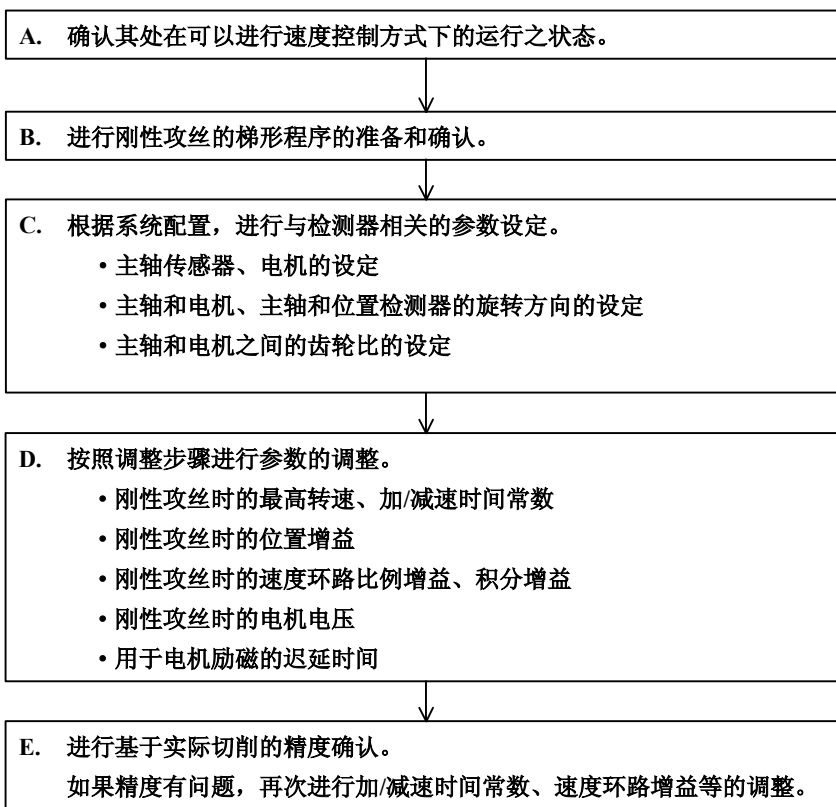 A. 确认其处在可以进行速度控制方式下的运行之状态。
B. 进行刚性攻丝的梯形程序的准备和确认。
C. 根据系统配置，进行与检测器相关的参数设定。
・主轴传感器、电机的设定
・主轴和电机、主轴和位置检测器的旋转方向的设定
・主轴和电机之间的齿轮比的设定
D. 按照调整步骤进行参数的调整。
・刚性攻丝时的最高转速、加/减速时间常数
・刚性攻丝时的位置增益
・刚性攻丝时的速度环路比例增益、积分增益
・刚性攻丝时的电机电压
・用于电机励磁的迟延时间
E. 进行基于实际切削的精度确认。
如果精度有问题，再次进行加/减速时间常数、速度环路增益等的调整。